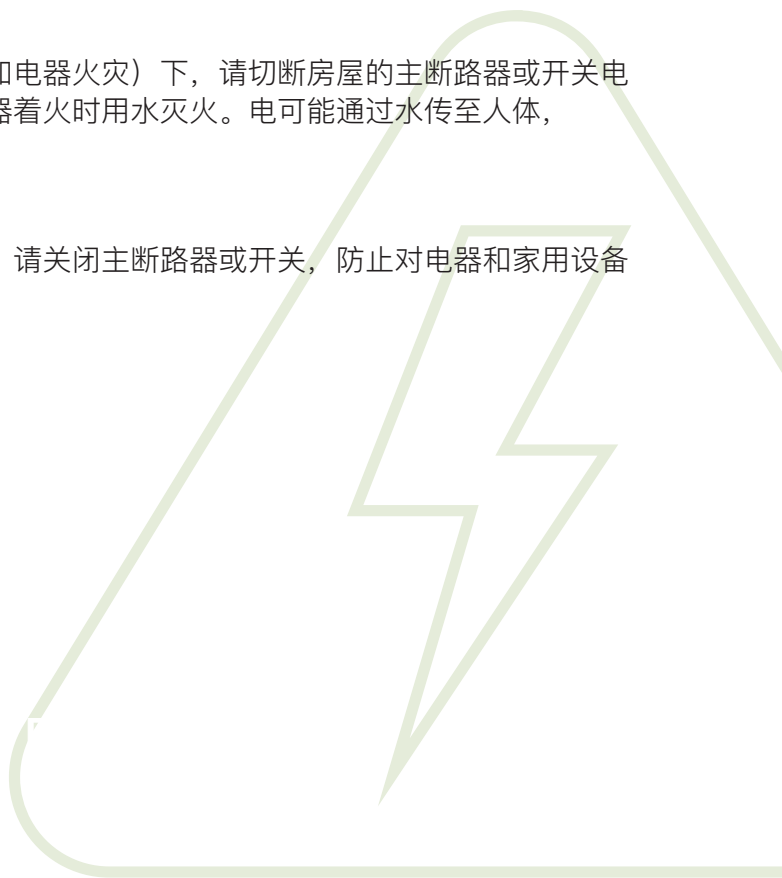 电器火灾）下，请切断房屋的主断路器或开关电
着火时用水灭火。电可能通过水传至人体，
请关闭主断路器或开关，防止对电器和家用设备